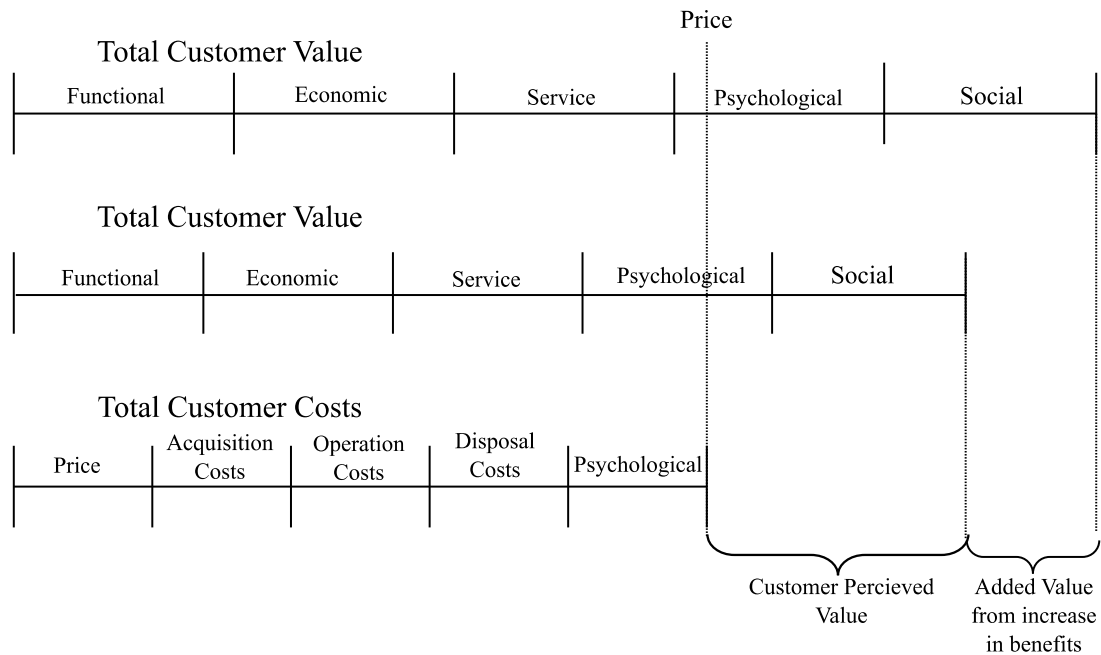 Price
Total Customer Value
Functional
Economic
Service
Psychological
Social
Total Customer Value
Functional
Economic
Service
Psychological
Social
Total Customer Costs
Price
Acquisition
Costs
Operation
Costs
Disposal
Costs
Psychological
Customer Percieved
Value
Added Value
from increase
in benefits